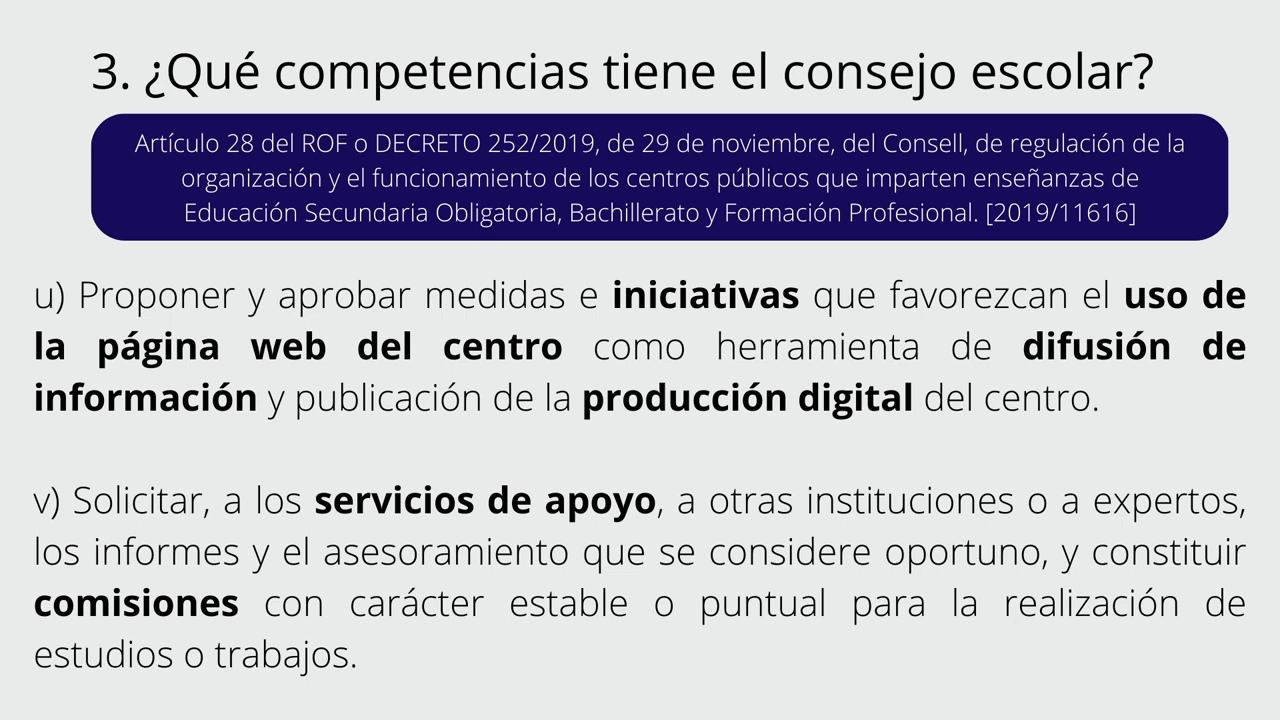 3. ¿Qué competencias tiene el consejo escolar?
Artículo 28 del ROF o DECRETO 252/2019, de 29 de noviembre, del Consell, de regulación de la
organización y el funcionamiento de los centros públicos que imparten enseñanzas de
Educación Secundaria Obligatoria, Bachillerato y Formación Profesional. [2019/11616]
u) Proponer y aprobar medidas e iniciativas que favorezcan el uso de
la página web del centro como herramienta de difusión de
información y publicación de la producción digital del centro.
v) Solicitar, a los servicios de apoyo, a otras instituciones o a expertos,
los informes y el asesoramiento que se considere oportuno, y constituir
comisiones con carácter estable o puntual para la realización de
estudios o trabajos.